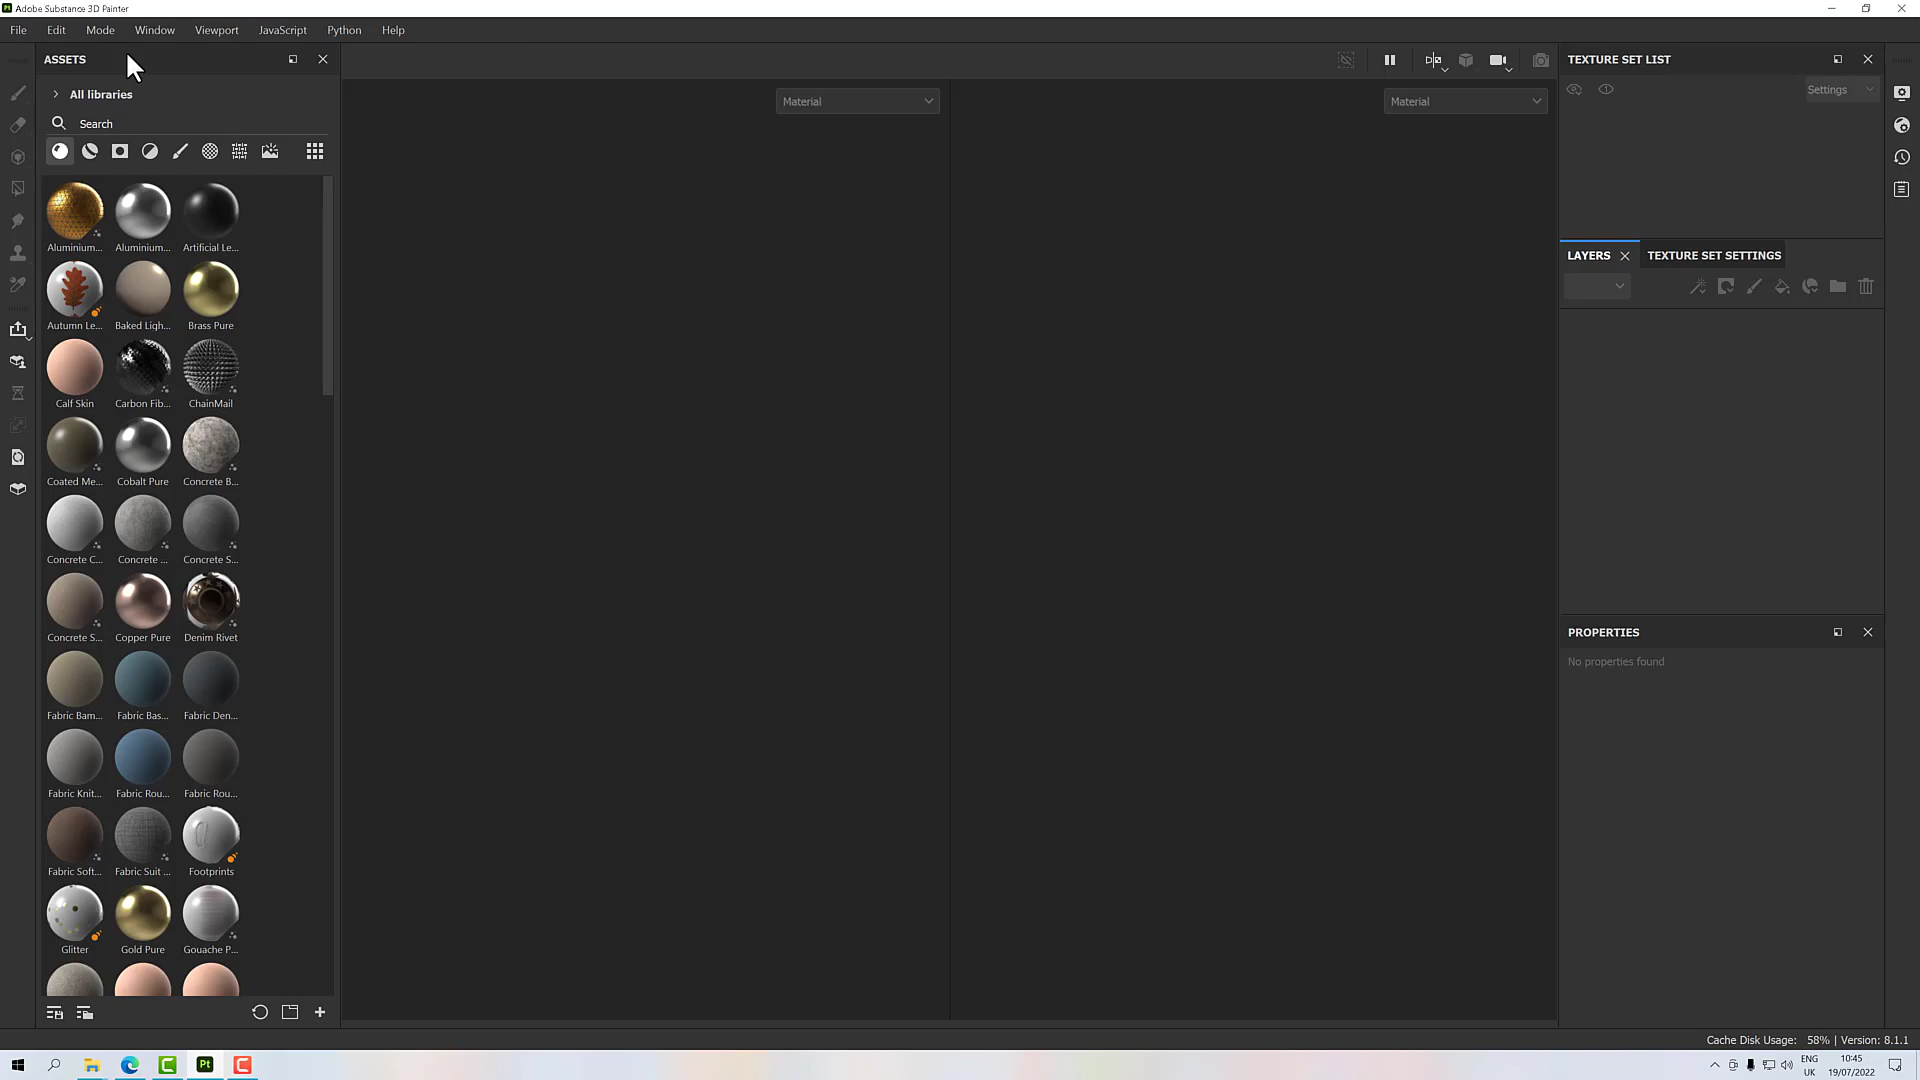 Adobe Substance 3D Painter
File Edit Mode Window Viewport JavaScript Python Help
ASSETS
All libraries
Search
Aluminium... Aluminium... Artificial Le...
Autumn Le... Baked Ligh... Brass Pure
Calf Skin Carbon Fib... ChainMail
Coated Me... Cobalt Pure Concrete B...
Concrete C... Concrete ... Concrete S...
Concrete S... Copper Pure Denim Rivet
Fabric Bam... Fabric Bas... Fabric Den...
Fabric Knit... Fabric Rou... Fabric Rou...
Fabric Soft... Fabric Suit ... Footprints
Glitter Gold Pure Gouache P...
Material
Material
TEXTURE SET LIST
Settings
LAYERS TEXTURE SET SETTINGS
PROPERTIES
No properties found
Cache Disk Usage: 58% | Version: 8.1.1
Pt
ENG
UK
10:45
19/07/2022